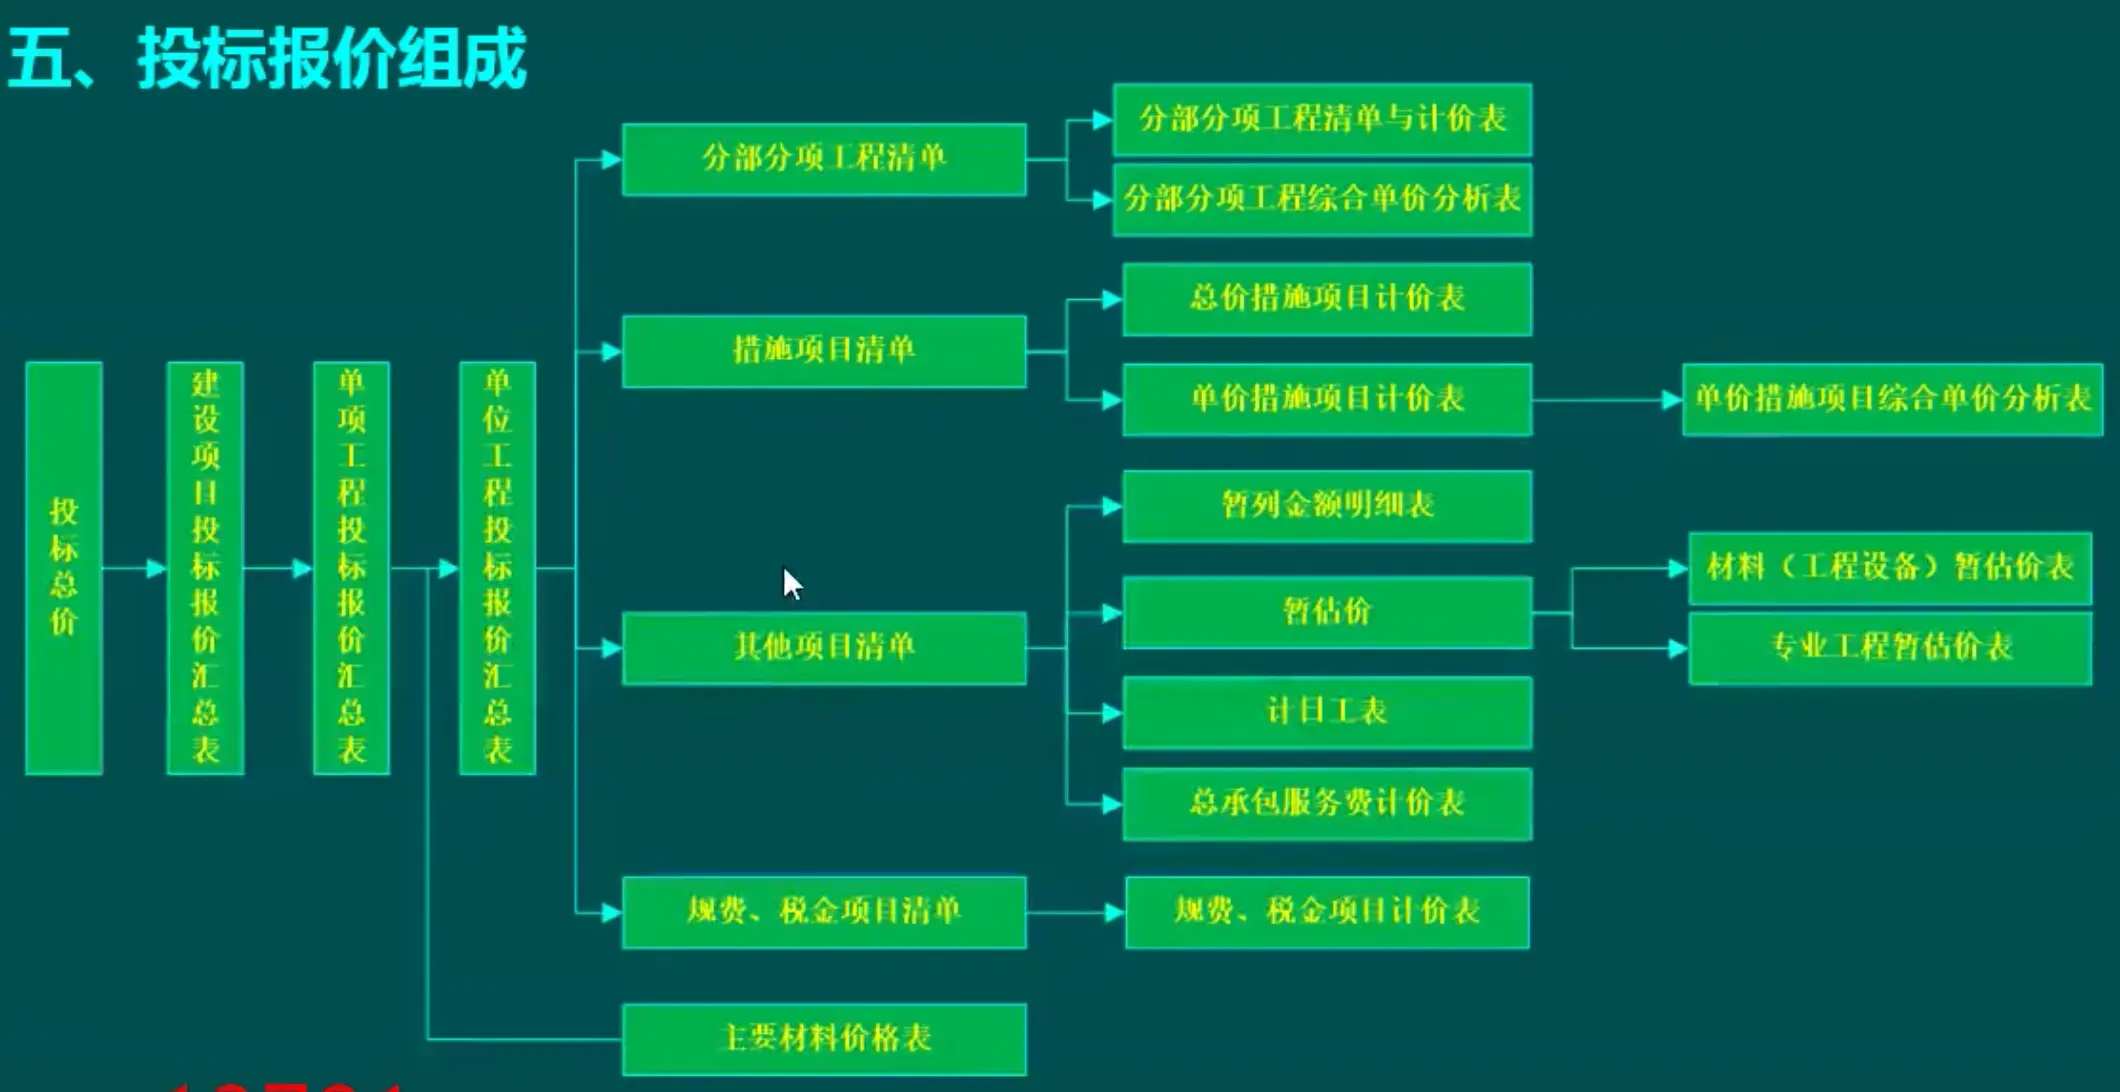 五、投标报价组成
投标总价
建设项目投标报价汇总表
单项工程投标报价汇总表
单位工程投标报价汇总表
分部分项工程清单
分部分项工程清单与计价表
分部分项工程综合单价分析表
措施项目清单
总价措施项目计价表
单价措施项目计价表
单价措施项目综合单价分析表
其他项目清单
暂列金额明细表
暂估价
材料（工程设备）暂估价表
专业工程暂估价表
计日工表
总承包服务费计价表
规费、税金项目清单
规费、税金项目计价表
主要材料价格表